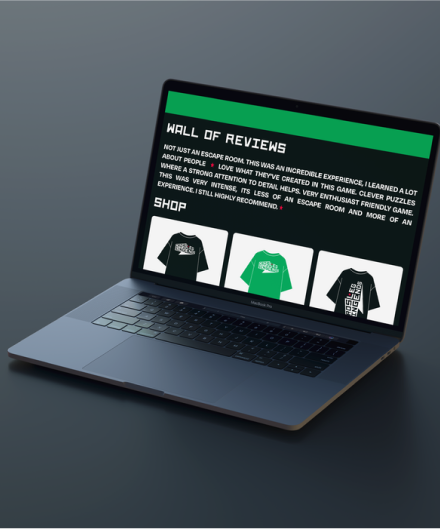 WALL OF REVIEWS
NOT JUST AN ESCAPE ROOM. THIS WAS AN INCREDIBLE EXPERIENCE, I LEARNED A LOT
ABOUT PEOPLE LOVE WHAT THEY'VE CREATED IN THIS GAME. CLEVER PUZZLES
WHERE A STRONG ATTENTION TO DETAIL HELPS. VERY ENTHUSIAST FRIENDLY GAME.
THIS WAS VERY INTENSE, ITS LESS OF AN ESCAPE ROOM AND MORE OF AN
EXPERIENCE. I STILL HIGHLY RECOMMEND.
SHOP
MacBook Pro